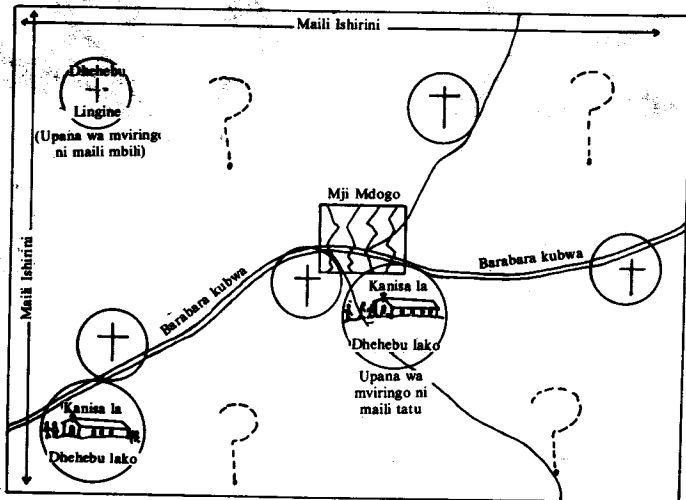 Maili Ishirini
Dhehebu
Lingine
(Upana wa mviringo
ni maili mbili)
Mji Mdogo
Maili Ishirini
Barabara kubwa
Barabara kubwa
Kanisa la
Dhehebu lako
Upana wa
mviringo ni
maili tatu
Kanisa la
Dhehebu lako